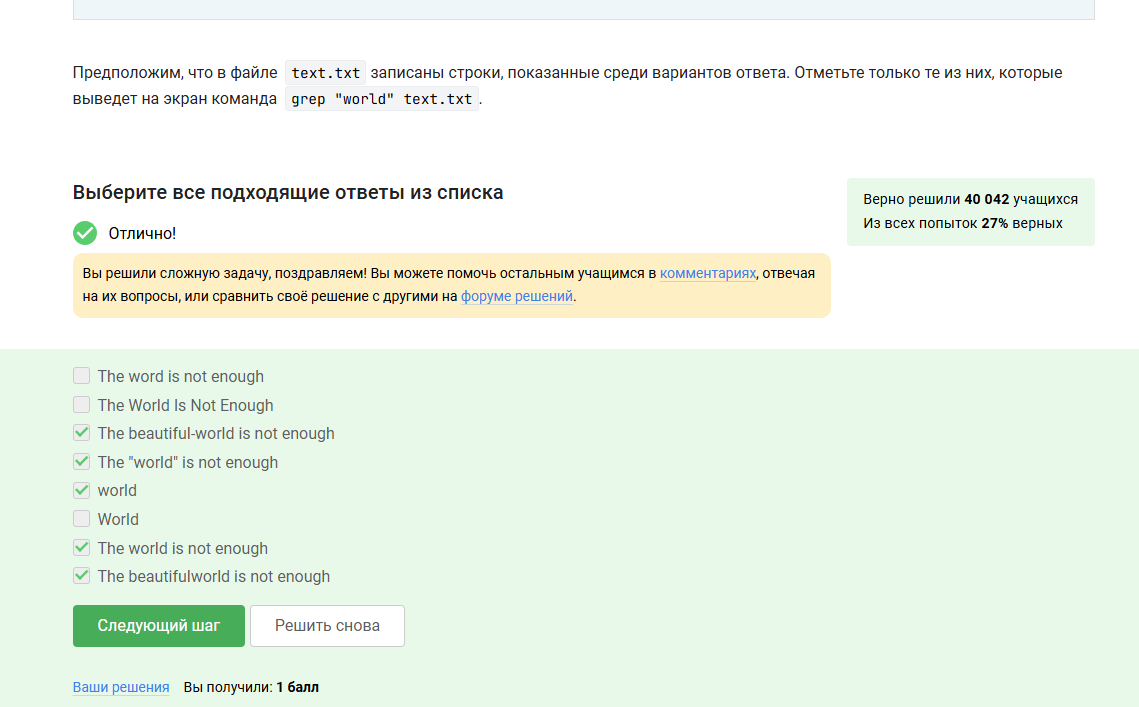 Предположим, что в файле text.txt записаны строки, показанные среди вариантов ответа. Отметьте только те из них, которые
выведет на экран команда grep "world" text.txt.
Выберите все подходящие ответы из списка
Верно решили 40 042 учащихся
Из всех попыток 27% верных
Отлично!
Вы решили сложную задачу, поздравляем! Вы можете помочь остальным учащимся в комментариях, отвечая
на их вопросы, или сравнить своё решение с другими на форуме решений.
The word is not enough
The World Is Not Enough
The beautiful-world is not enough
The "world" is not enough
world
World
The world is not enough
The beautifulworld is not enough
Следующий шаг
Решить снова
Ваши решения Вы получили: 1 балл